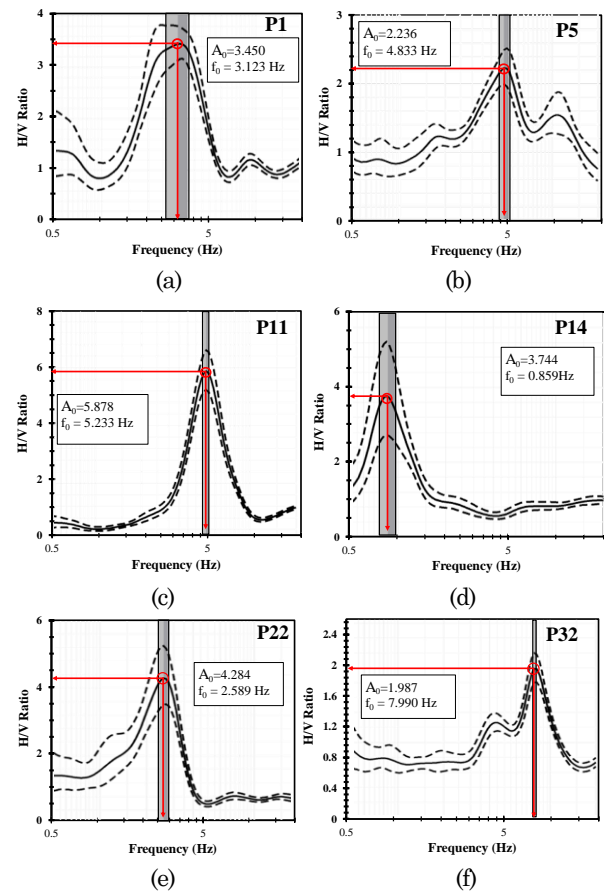 P1
4
3
2
1
0
H/V Ratio
A₀=3.450
f₀ = 3.123 Hz
0.5
5
Frequency (Hz)
(a)
P5
5
4
3
2
1
0
H/V Ratio
A₀=2.236
f₀ = 4.833 Hz
0.5
5
Frequency (Hz)
(b)
P11
8
6
4
2
0
H/V Ratio
A₀=5.878
f₀ = 5.233 Hz
0.5
5
Frequency (Hz)
(c)
P14
6
4
2
0
H/V Ratio
A₀=3.744
f₀ = 0.859Hz
0.5
5
Frequency (Hz)
(d)
P22
6
4
2
0
H/V Ratio
A₀=4.284
f₀ = 2.589 Hz
0.5
5
Frequency (Hz)
(e)
P32
2.4
2
1.6
1.2
0.8
0.4
0
H/V Ratio
A₀=1.987
f₀ = 7.990 Hz
0.5
5
Frequency (Hz)
(f)